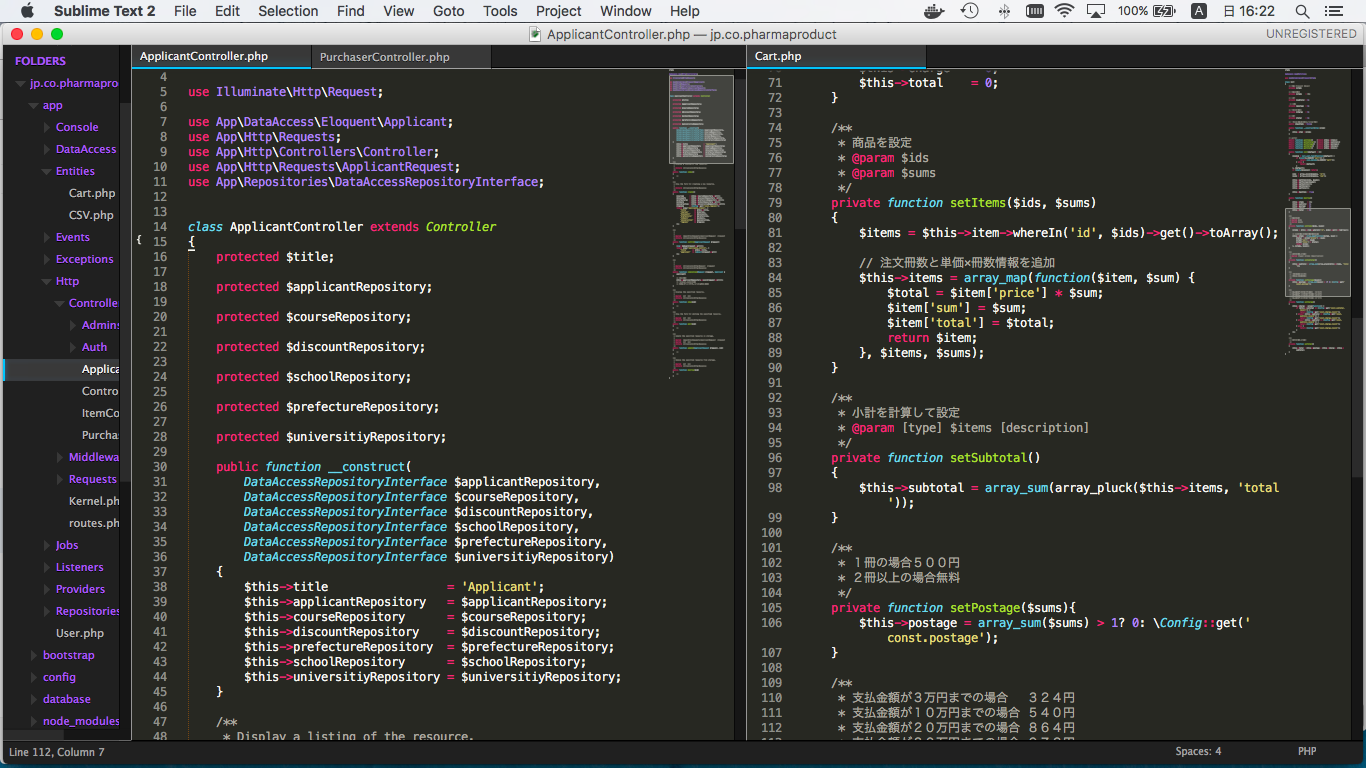 Sublime Text 2 File Edit Selection Find View Goto Tools Project Window Help 100% A 日 16:22
ApplicantController.php — jp.co.pharmaproduct UNREGISTERED
FOLDERS
jp.co.pharmapro
app
Console
DataAccess
Entities
Cart.php
CSV.php
Events
Exceptions
Http
Controlle
Admins
Auth
Applica
Contro
ItemCo
Purcha
Middlewa
Requests
Kernel.ph
routes.ph
Jobs
Listeners
Providers
Repositories
User.php
bootstrap
config
database
node_modules
ApplicantController.php PurchaserController.php
4
5 use Illuminate\Http\Request;
6
7 use App\DataAccess\Eloquent\Applicant;
8 use App\Http\Requests;
9 use App\Http\Controllers\Controller;
10 use App\Http\Requests\ApplicantRequest;
11 use App\Repositories\DataAccessRepositoryInterface;
12
13
14 class ApplicantController extends Controller
{ 15 {
16 protected $title;
17
18 protected $applicantRepository;
19
20 protected $courseRepository;
21
22 protected $discountRepository;
23
24 protected $schoolRepository;
25
26 protected $prefectureRepository;
27
28 protected $universitiyRepository;
29
30 public function __construct(
31 DataAccessRepositoryInterface $applicantRepository,
32 DataAccessRepositoryInterface $courseRepository,
33 DataAccessRepositoryInterface $discountRepository,
34 DataAccessRepositoryInterface $schoolRepository,
35 DataAccessRepositoryInterface $prefectureRepository,
36 DataAccessRepositoryInterface $universitiyRepository)
37 {
38 $this->title = 'Applicant';
39 $this->applicantRepository = $applicantRepository;
40 $this->courseRepository = $courseRepository;
41 $this->discountRepository = $discountRepository;
42 $this->prefectureRepository = $prefectureRepository;
43 $this->schoolRepository = $schoolRepository;
44 $this->universitiyRepository = $universitiyRepository;
45 }
46
47 /**
48 * Display a listing of the resource.
Cart.php
71 $this->total = 0;
72 }
73
74 /**
75 * 商品を設定
76 * @param $ids
77 * @param $sums
78 */
79 private function setItems($ids, $sums)
80 {
81 $items = $this->item->whereIn('id', $ids)->get()->toArray();
82
83 // 注文冊数と単価×冊数情報を追加
84 $this->items = array_map(function($item, $sum) {
85 $total = $item['price'] * $sum;
86 $item['sum'] = $sum;
87 $item['total'] = $total;
88 return $item;
89 }, $items, $sums);
90 }
91
92 /**
93 * 小計を計算して設定
94 * @param [type] $items [description]
95 */
96 private function setSubtotal()
97 {
98 $this->subtotal = array_sum(array_pluck($this->items, 'total
'));
99 }
100
101 /**
102 * １冊の場合５００円
103 * ２冊以上の場合無料
104 */
105 private function setPostage($sums){
106 $this->postage = array_sum($sums) > 1? 0: \Config::get('
const.postage');
107 }
108
109 /**
110 * 支払金額が３万円までの場合 ３２４円
111 * 支払金額が１０万円までの場合 ５４０円
112 * 支払金額が２０万円までの場合 ８６４円
Line 112, Column 7 Spaces: 4 PHP